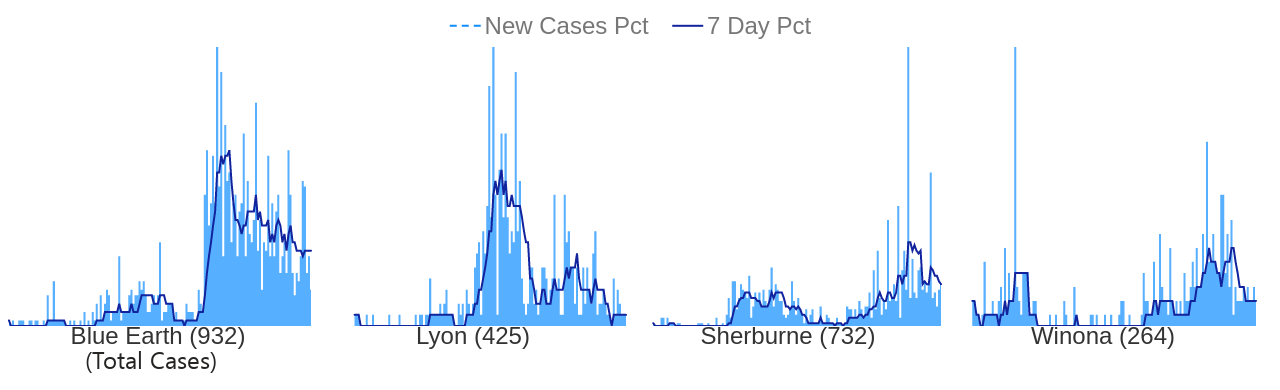 New Cases Pct 7 Day Pct
Blue Earth (932) Lyon (425) Sherburne (732) Winona (264)
(Total Cases)